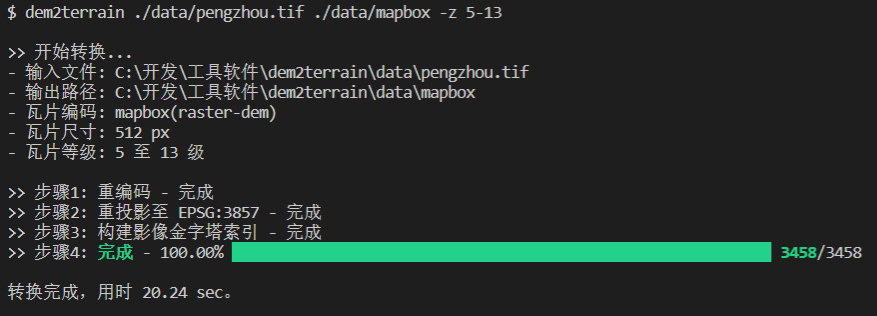 $ dem2terrain ./data/pengzhou.tif ./data/mapbox -z 5-13
>> 开始转换...
- 输入文件: C:\开发\工具软件\dem2terrain\data\pengzhou.tif
- 输出路径: C:\开发\工具软件\dem2terrain\data\mapbox
- 瓦片编码: mapbox(raster-dem)
- 瓦片尺寸: 512 px
- 瓦片等级: 5 至 13 级
>> 步骤1: 重编码 - 完成
>> 步骤2: 重投影至 EPSG:3857 - 完成
>> 步骤3: 构建影像金字塔索引 - 完成
>> 步骤4: 完成 - 100.00% 3458/3458
转换完成，用时 20.24 sec。